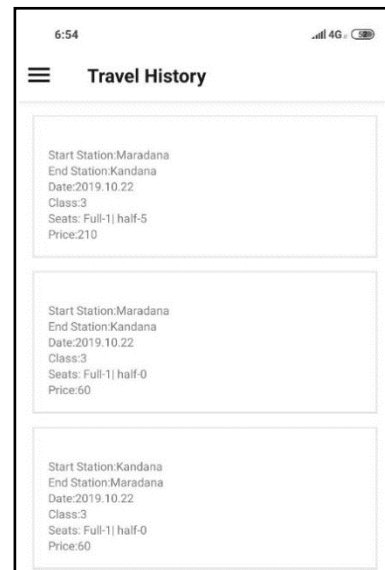 6:54
4G
Travel History
Start Station:Maradana
End Station:Kandana
Date:2019.10.22
Class:3
Seats: Full-1| half-5
Price:210
Start Station:Maradana
End Station:Kandana
Date:2019.10.22
Class:3
Seats: Full-1| half-0
Price:60
Start Station:Kandana
End Station:Maradana
Date:2019.10.22
Class:3
Seats: Full-1| half-0
Price:60